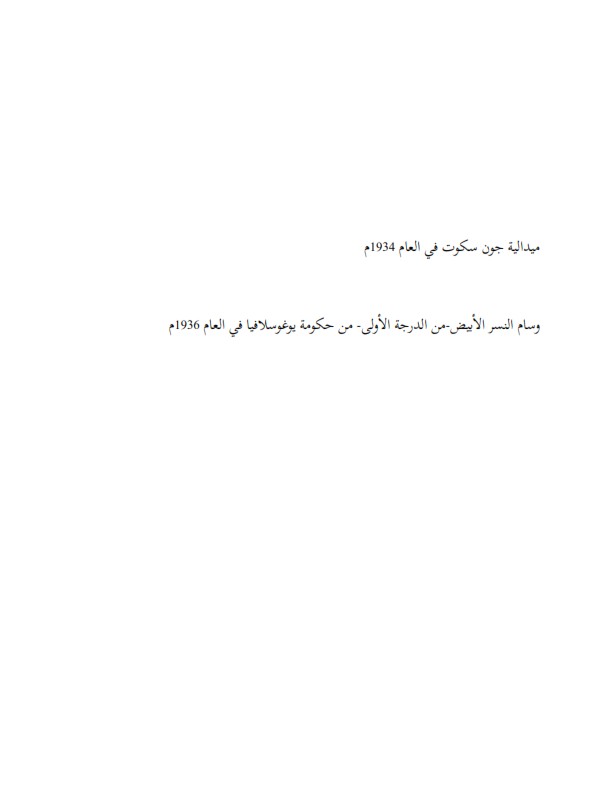 ميدالية جون سكوت في العام 1934م
وسام النسر الأبيض-من الدرجة الأولى- من حكومة يوغوسلافيا في العام 1936م